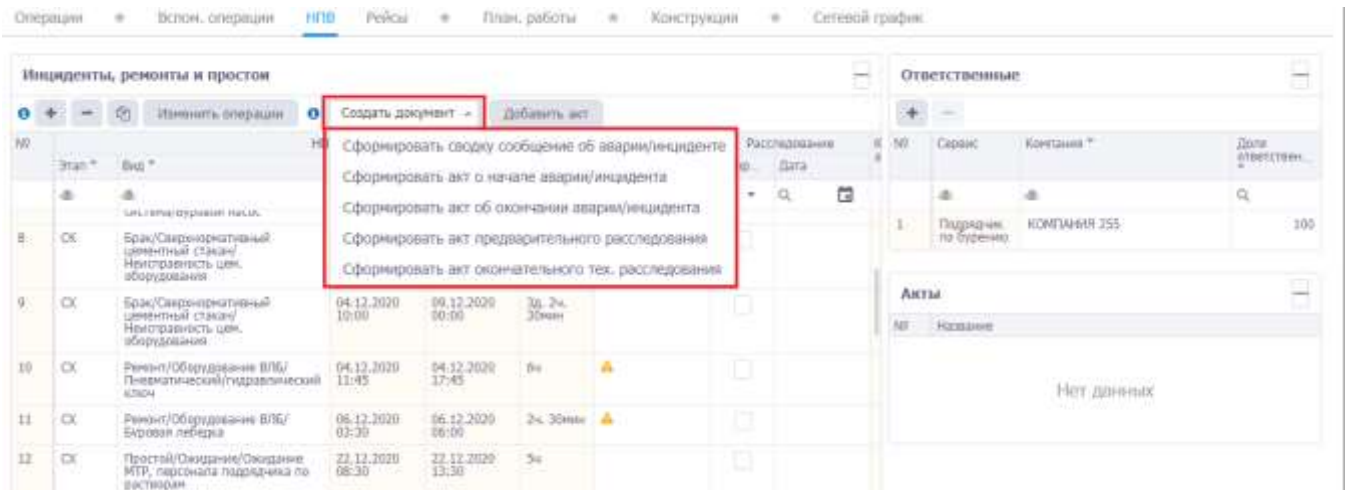 Операции
Вспом. операции
НПВ
Рейсы
План. работы
Конструкция
Сетевой график
Инциденты, ремонты и простои
Ответственные
Изменить операции
Создать документ
Добавить акт
Сформировать сводку сообщение об аварии/инциденте
Сформировать акт о начале аварии/инцидента
Сформировать акт об окончании аварии/инцидента
Сформировать акт предварительного расследования
Сформировать акт окончательного тех. расследования
№
Этап *
Вид *
Расследование
Дата
№
Сервис
Компания *
Доля
ответствен...
*
1
Подрядчик
по бурению
КОМПАНИЯ 255
100
8
СК
Брак/Сверхнормативный
цементный стакан/
Неисправность цем.
оборудования
9
СК
Брак/Сверхнормативный
цементный стакан/
Неисправность цем.
оборудования
04.12.2020
10:00
09.12.2020
00:00
3д. 2ч.
30мин
10
СК
Ремонт/Оборудование ВЛБ/
Пневматический/гидравлический
ключ
04.12.2020
11:45
04.12.2020
17:45
6ч
11
СК
Ремонт/Оборудование ВЛБ/
Буровая лебедка
06.12.2020
03:30
06.12.2020
06:00
2ч. 30мин
12
СК
Простой/Ожидание/Ожидание
МТР, персонала подрядчика по
растворам
22.12.2020
08:30
22.12.2020
13:30
5ч
Акты
№
Название
Нет данных